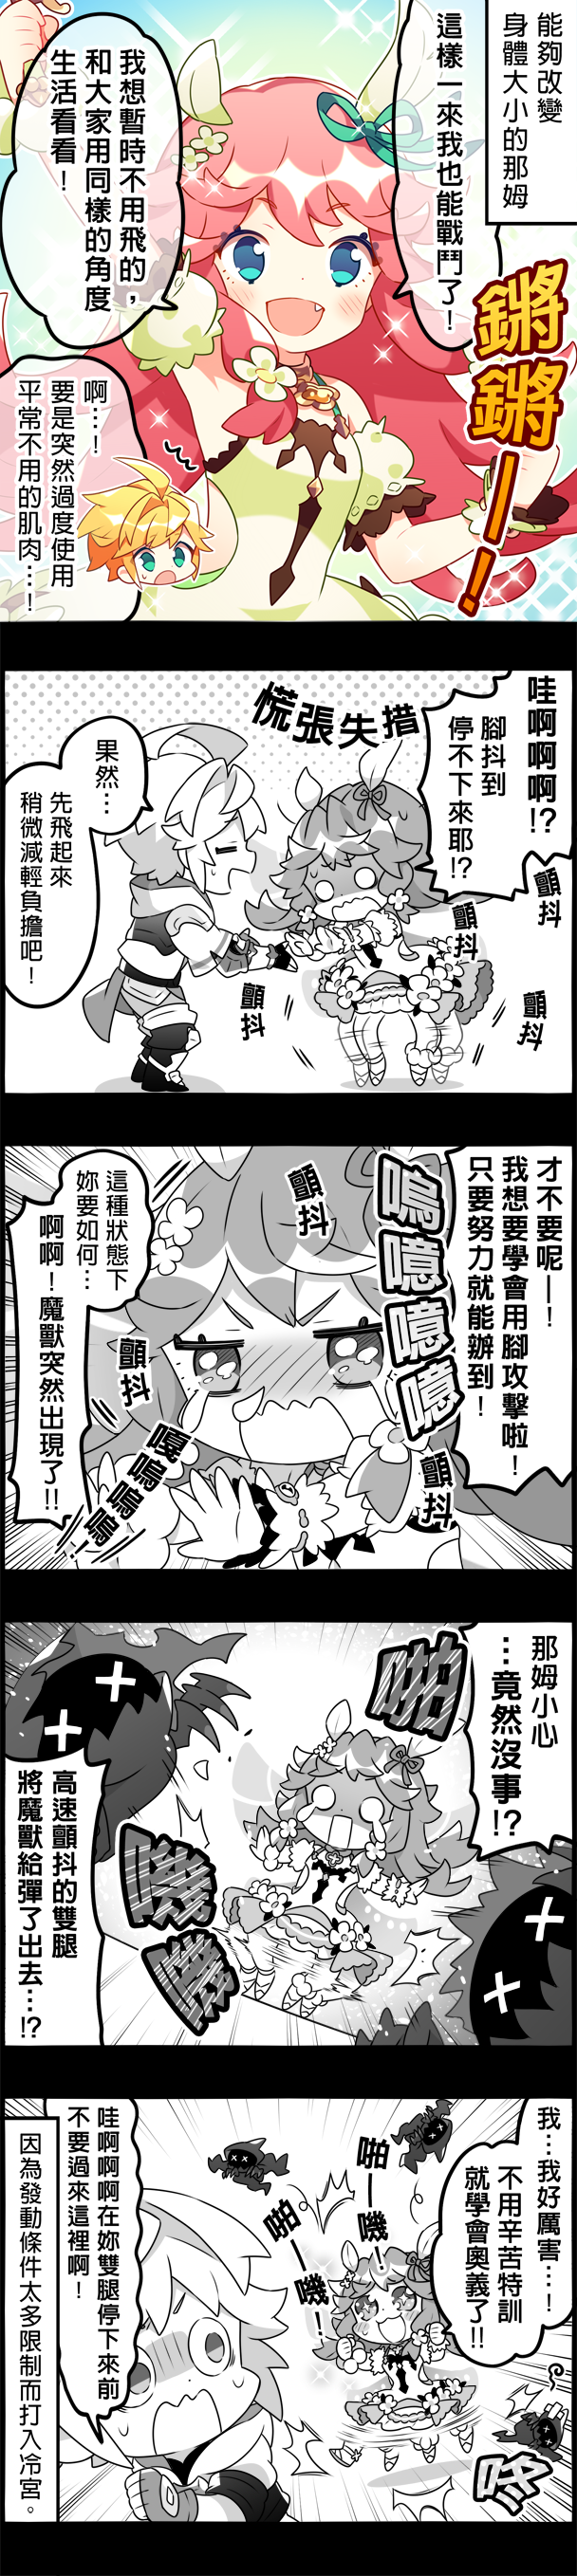 能夠改變
身體大小的那姆
這樣一來我也能戰鬥了！
我想暫時不用飛的，
和大家用同樣的角度
生活看看！
鏘鏘──！
啊…！
要是突然過度使用
平常不用的肌肉…！
哇啊啊啊!?
腳抖到
停不下來耶!?
慌張失措
果然…
先飛起來
稍微減輕負擔吧！
顫抖
顫抖
顫抖
顫抖
才不要呢─！
我想要學會用腳攻擊啦！
只要努力就能辦到！
嗚噫噫噫
顫抖
這種狀態下
妳要如何…
啊啊！魔獸突然出現了!!
顫抖
顫抖
嘎嗚嗚嗚！
那姆小心
…竟然沒事!?
啪
嘰
嘰
高速顫抖的雙腿
將魔獸給彈了出去…!?
我…我好厲害…！
不用辛苦特訓
就學會奧義了!!
啪─嘰！
啪─嘰！
哇啊啊啊在妳雙腿停下來前
不要過來這裡啊！
咚
因為發動條件太多限制而打入冷宮。